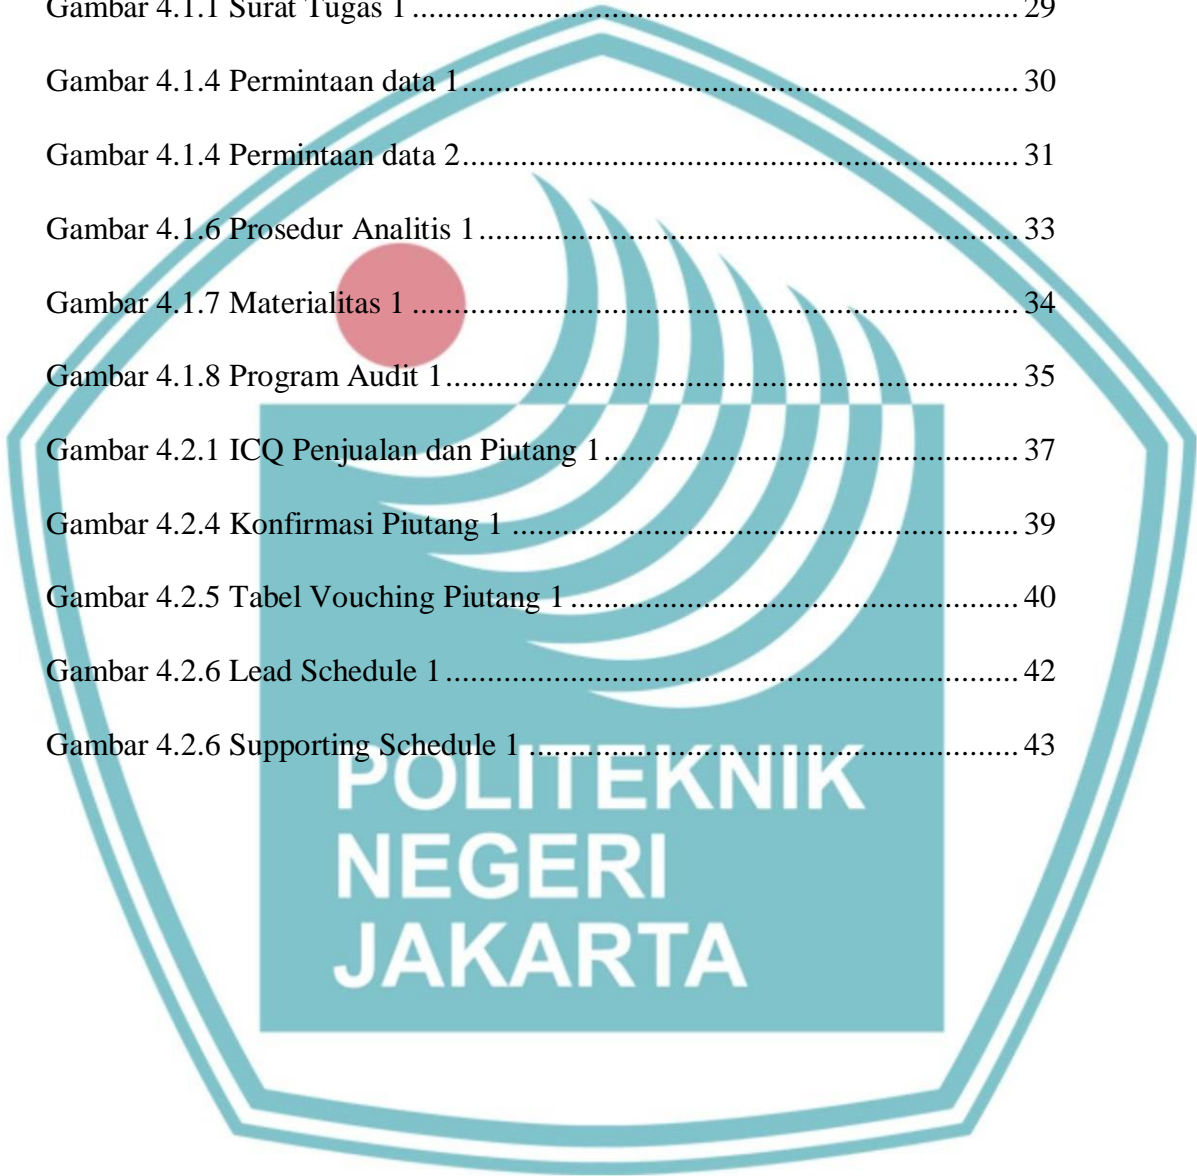 Gambar 4.1.1 Surat Tugas 1 ........................................................................... 29
Gambar 4.1.4 Permintaan data 1..................................................................... 30
Gambar 4.1.4 Permintaan data 2..................................................................... 31
Gambar 4.1.6 Prosedur Analitis 1 ................................................................... 33
Gambar 4.1.7 Materialitas 1 ........................................................................... 34
Gambar 4.1.8 Program Audit 1....................................................................... 35
Gambar 4.2.1 ICQ Penjualan dan Piutang 1.................................................... 37
Gambar 4.2.4 Konfirmasi Piutang 1 ............................................................... 39
Gambar 4.2.5 Tabel Vouching Piutang 1 ........................................................ 40
Gambar 4.2.6 Lead Schedule 1....................................................................... 42
Gambar 4.2.6 Supporting Schedule 1 ............................................................. 43
POLITEKNIK
NEGERI
JAKARTA